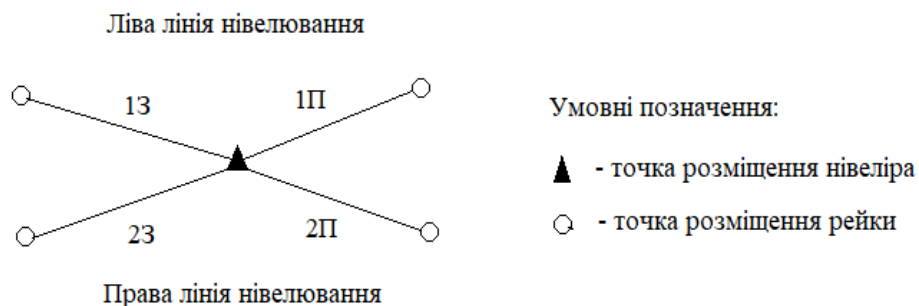 Ліва лінія нівелювання
1З
1П
2З
2П
Права лінія нівелювання
Умовні позначення:
- точка розміщення нівеліра
- точка розміщення рейки